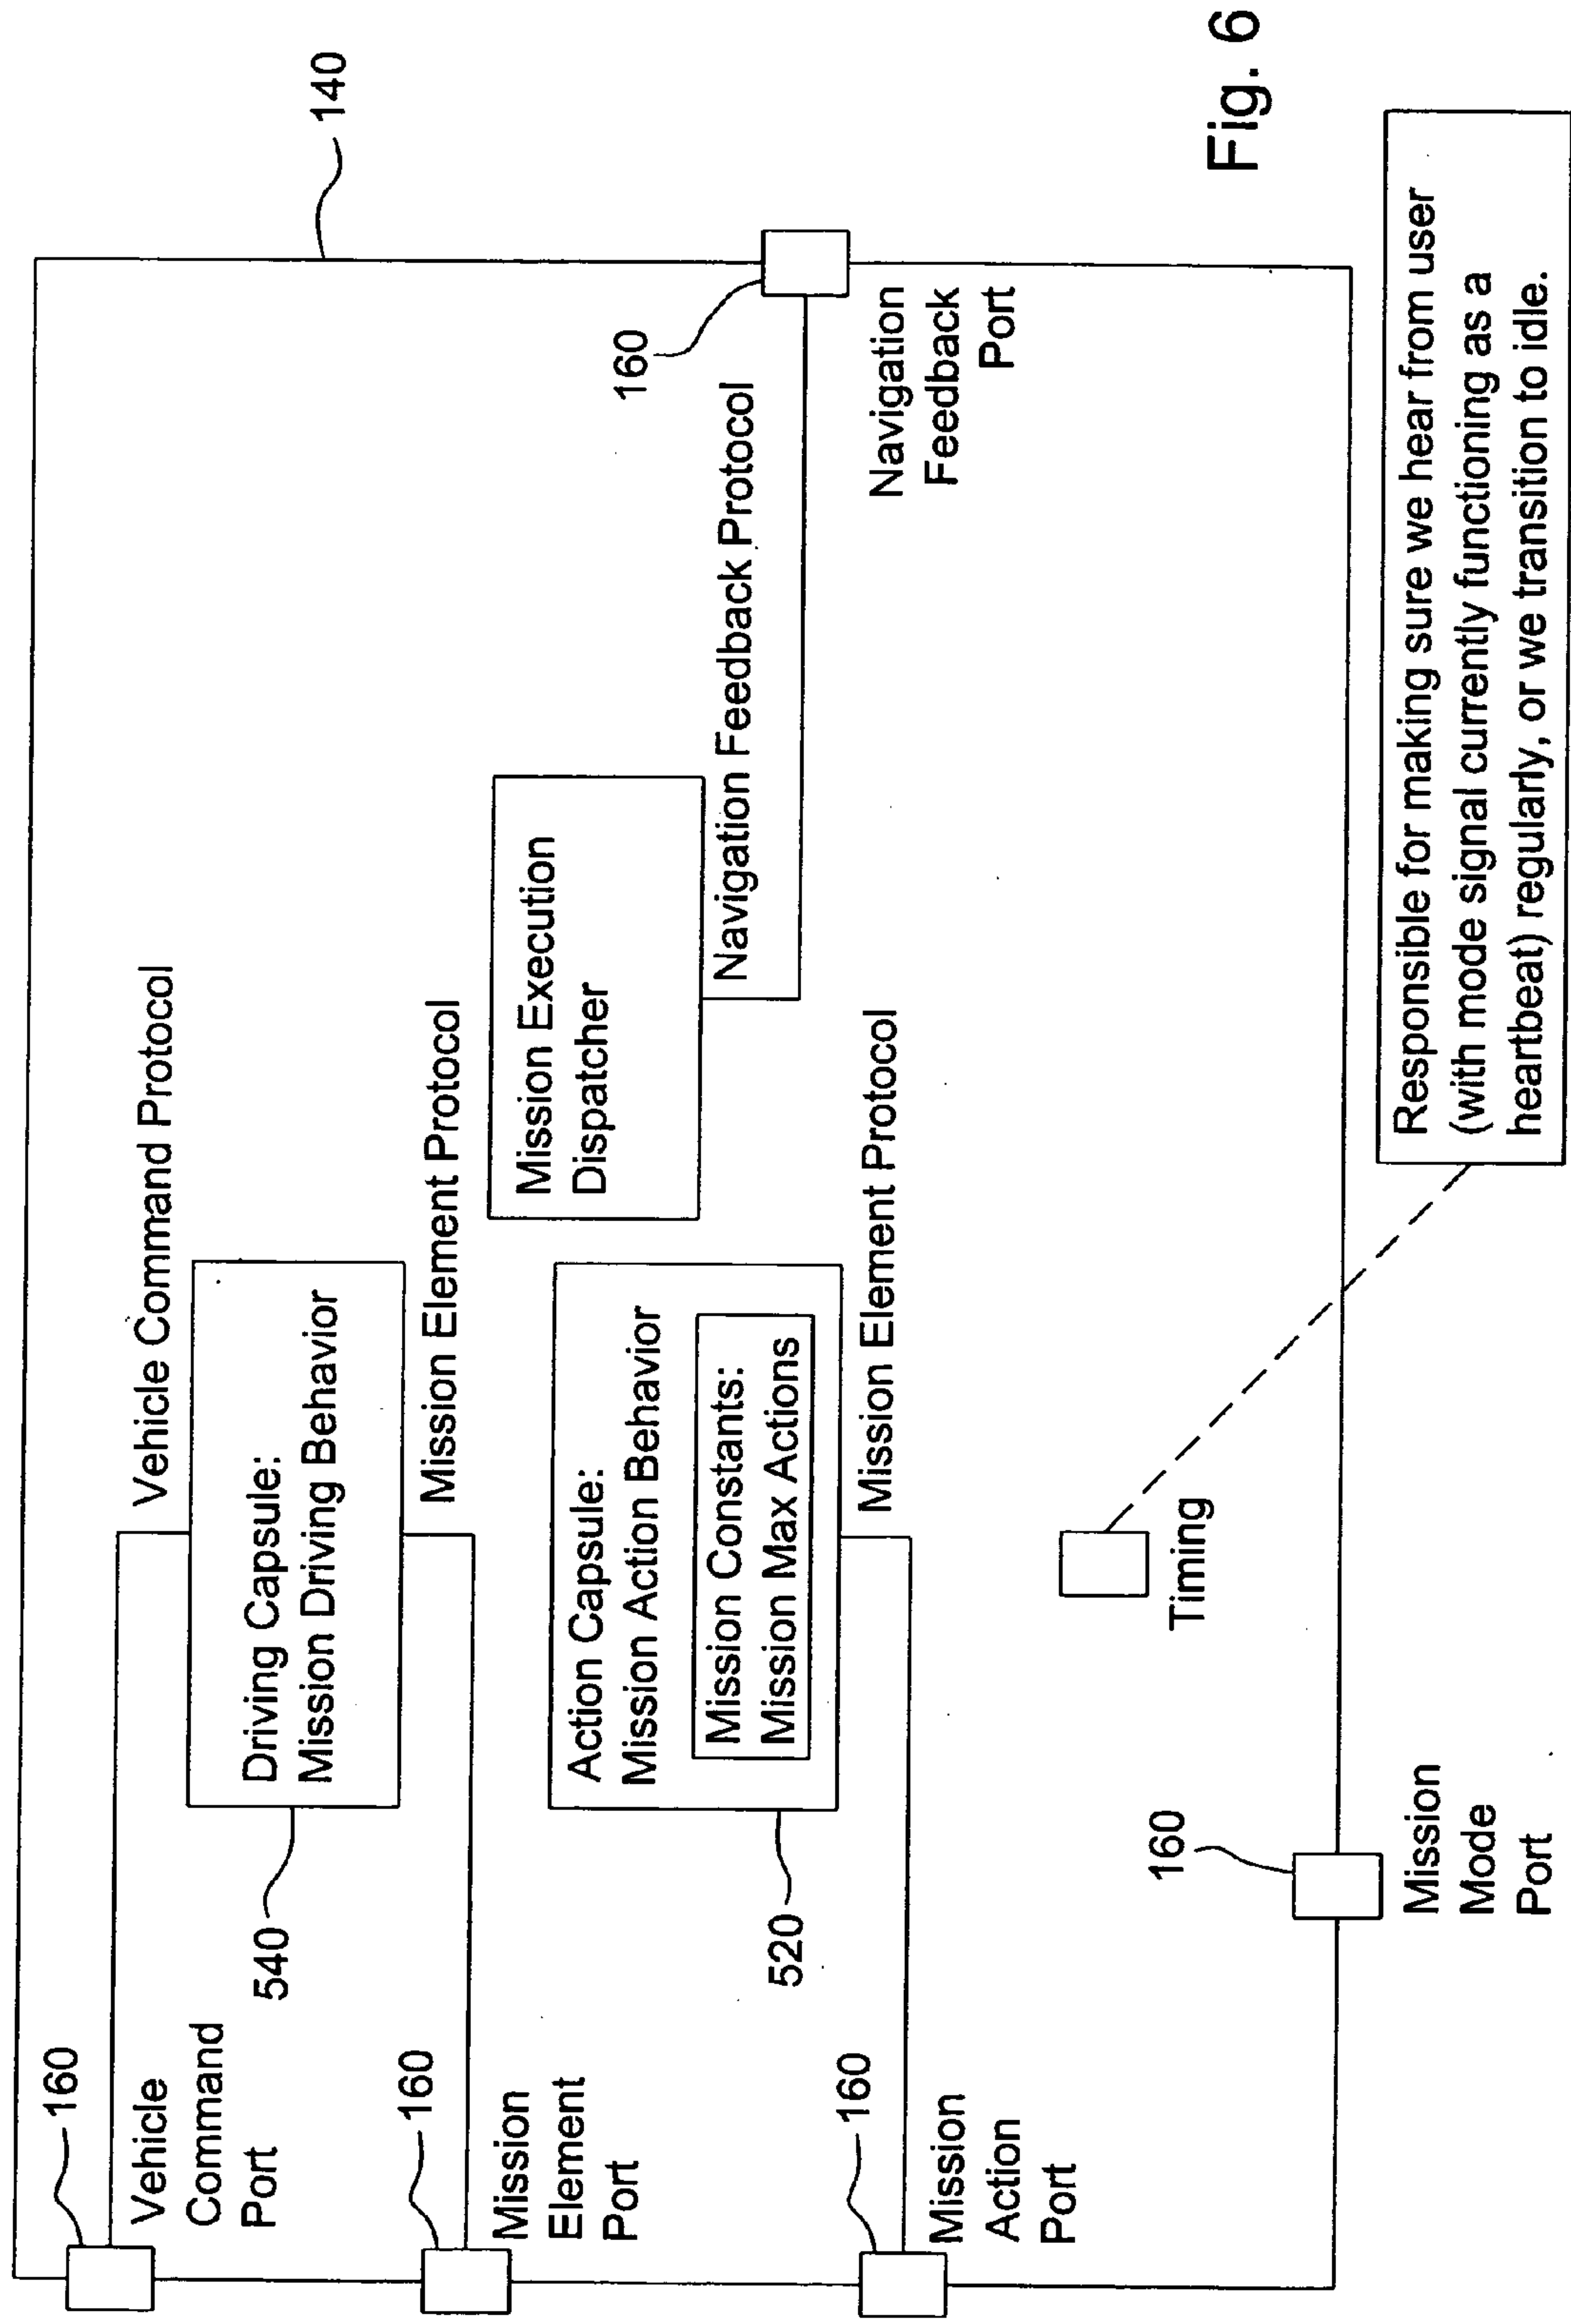 140
160
Vehicle
Command
Port
Vehicle Command Protocol
540
Driving Capsule:
Mission Driving Behavior
160
Mission
Element
Port
Mission Element Protocol
Mission Execution
Dispatcher
Navigation Feedback Protocol
160
Navigation
Feedback
Port
520
Action Capsule:
Mission Action Behavior
Mission Constants:
Mission Max Actions
160
Mission
Action
Port
Mission Element Protocol
Timing
160
Mission
Mode
Port
Fig. 6
Responsible for making sure we hear from user
(with mode signal currently functioning as a
heartbeat) regularly, or we transition to idle.